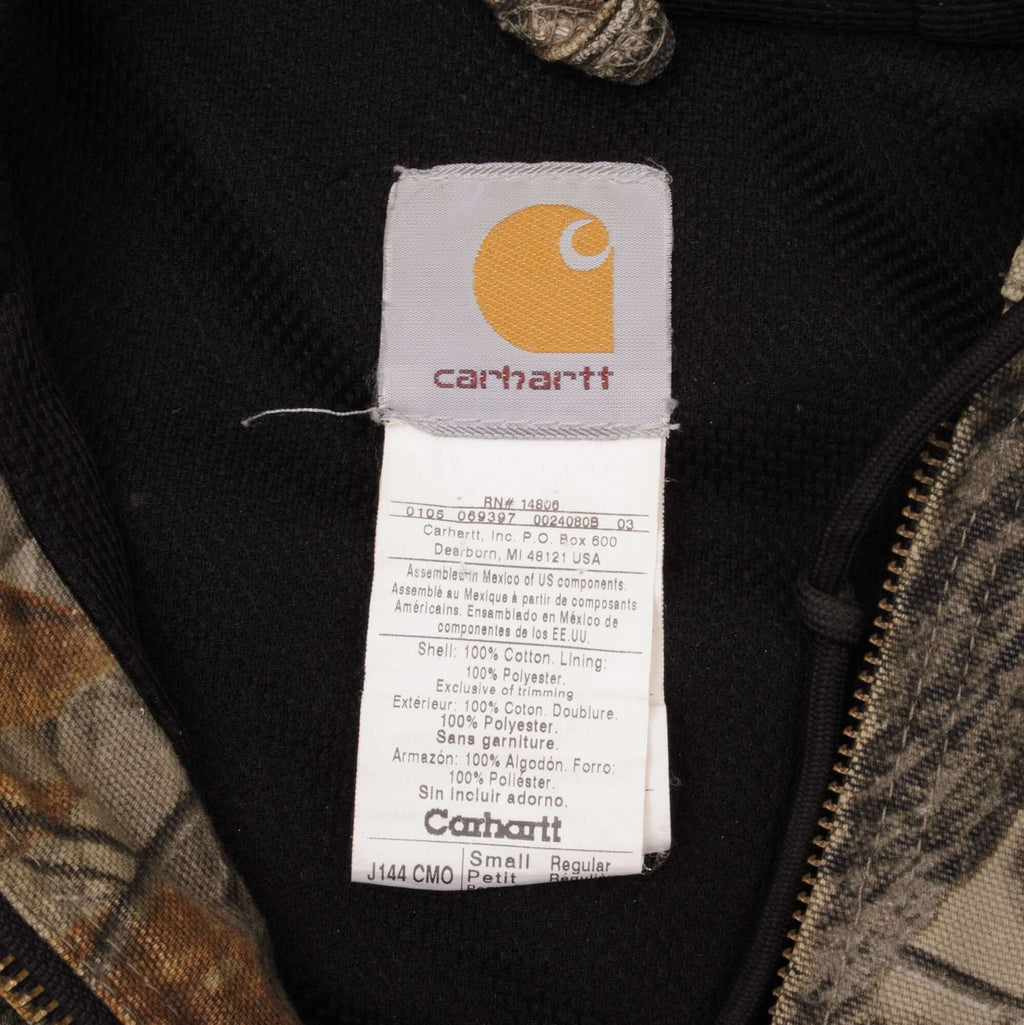 carhartt
RN# 14806
0105 069397 0024080B 03
Carhartt, Inc. P.O. Box 600
Dearborn, MI 48121 USA
Assembled in Mexico of US components.
Assemblé au Mexique à partir de composants
Américains. Ensamblado en México de
componentes de los EE.UU.
Shell: 100% Cotton. Lining:
100% Polyester.
Exclusive of trimming
Extérieur: 100% Coton. Doublure,
100% Polyester.
Sans garniture.
Armazón: 100% Algodón. Forro:
100% Poliéster.
Sin Incluir adorno.
Carhartt
J144 CMO Small Regular
Petit